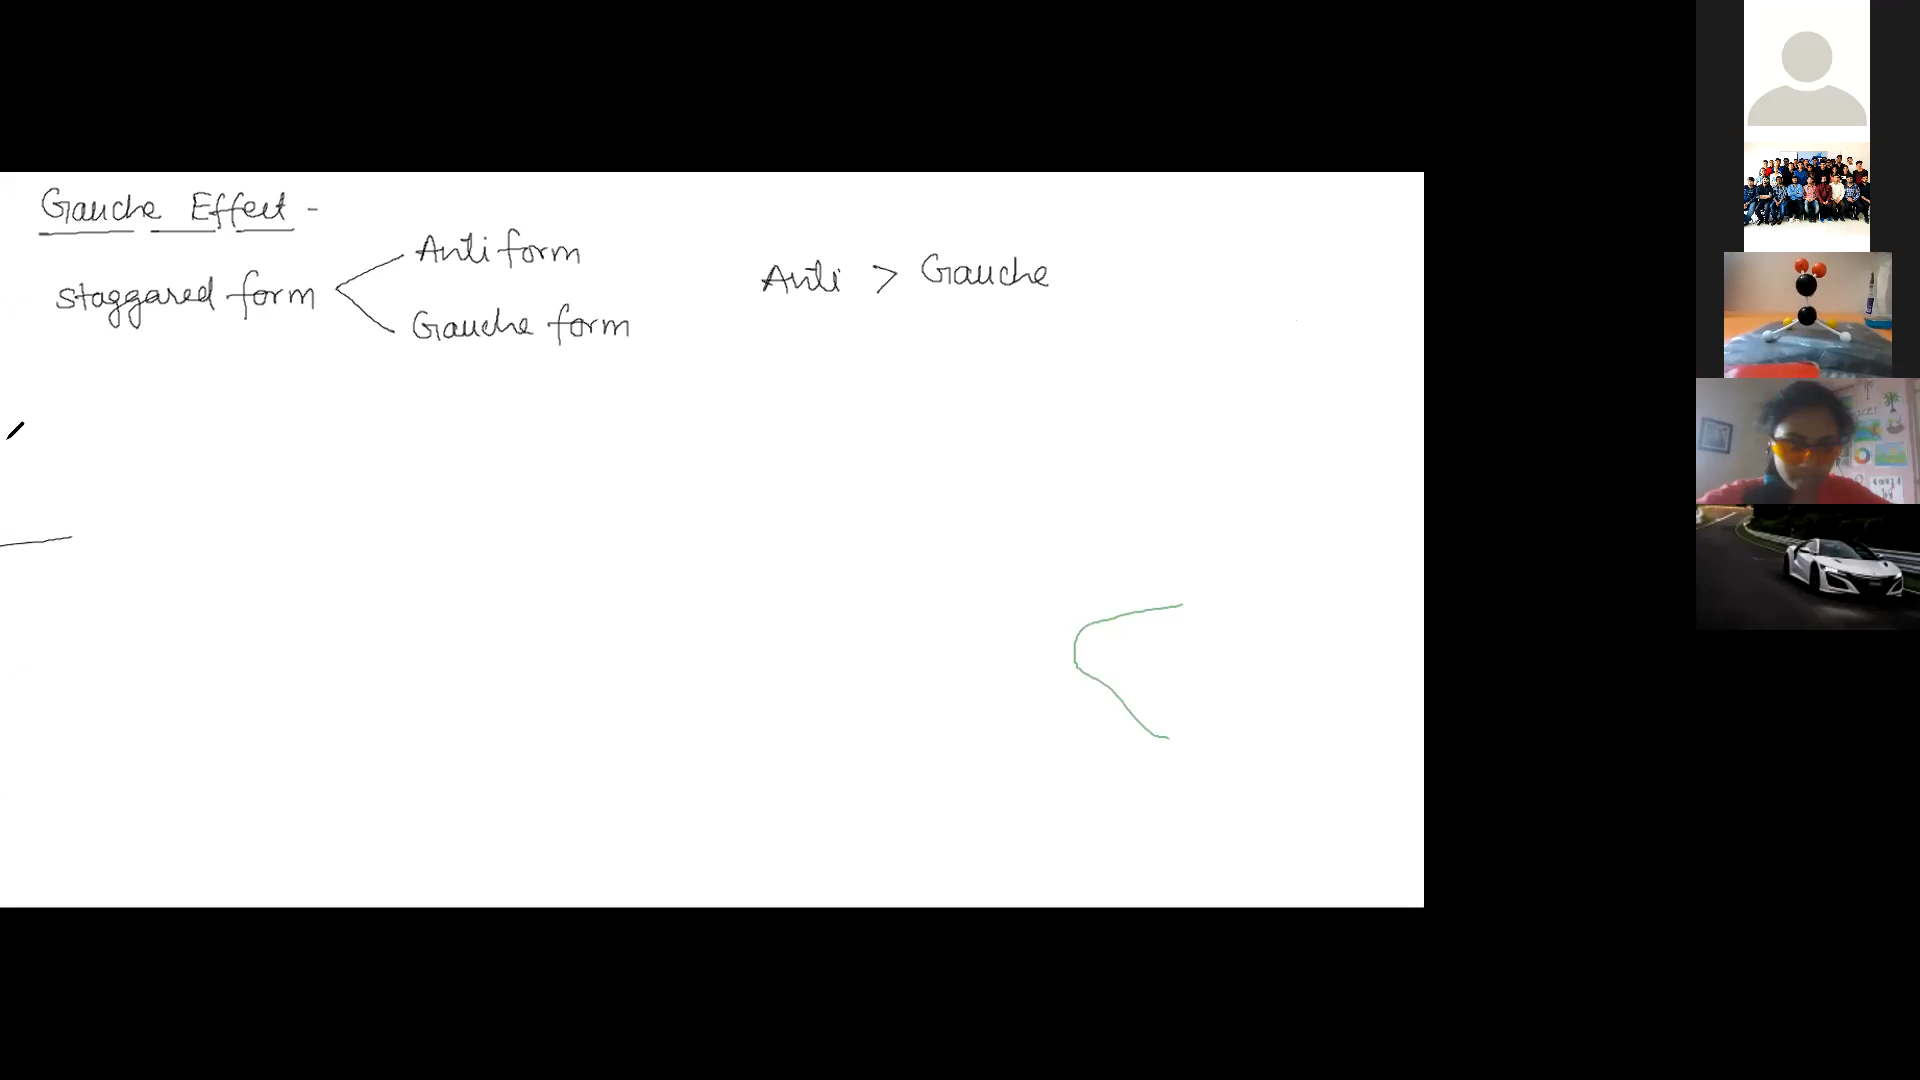 Gauche Effect -
staggared form
Anti form
Gauche form
Anti > Gauche